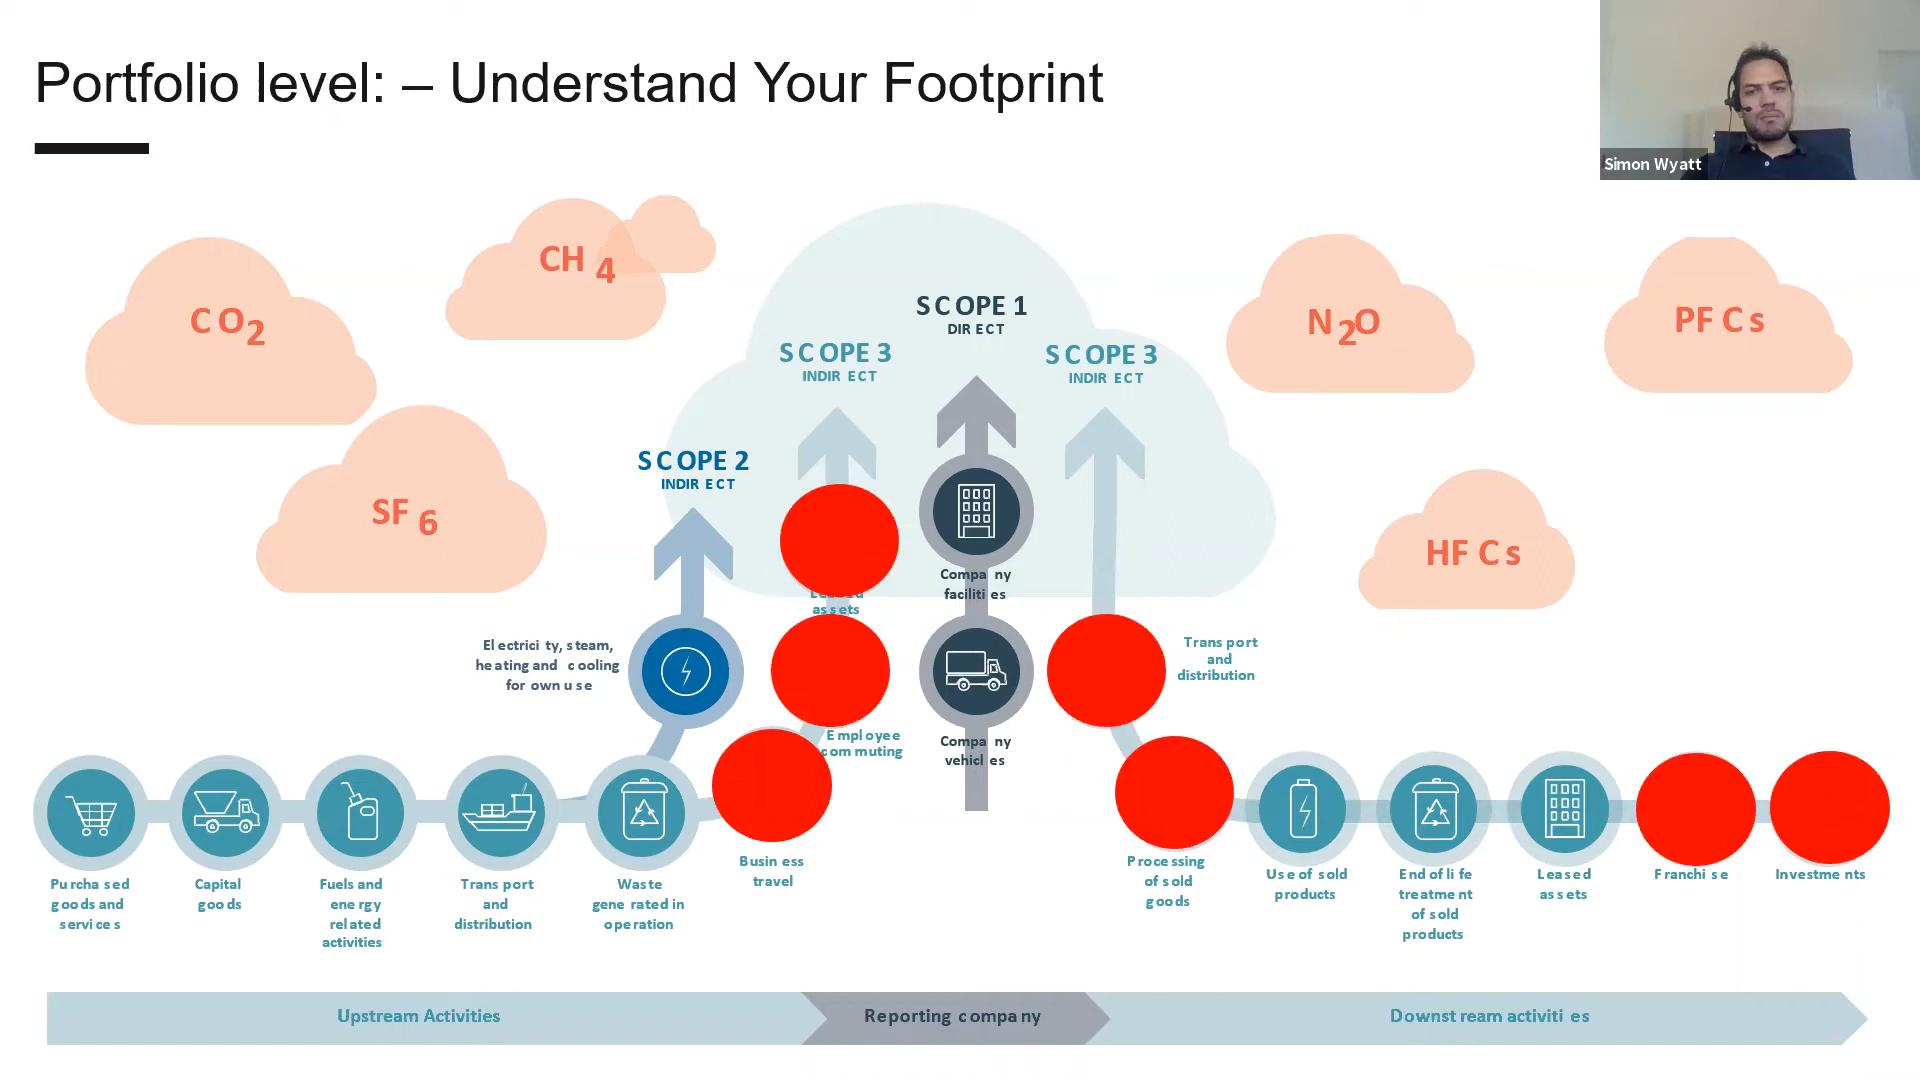 Portfolio level: – Understand Your Footprint
Simon Wyatt
CO2
CH4
SF6
N2O
PFCs
HFCs
SCOPE 1
DIRECT
SCOPE 3
INDIRECT
SCOPE 3
INDIRECT
SCOPE 2
INDIRECT
Company
facilities
Leased
assets
Electricity, steam,
heating and cooling
for own use
Transport
and
distribution
Employee
commuting
Company
vehicles
Purchased
goods and
services
Capital
goods
Fuels and
energy
related
activities
Transport
and
distribution
Waste
generated in
operation
Business
travel
Processing
of sold
goods
Use of sold
products
End of life
treatment
of sold
products
Leased
assets
Franchise
Investments
Upstream Activities
Reporting company
Downstream activities